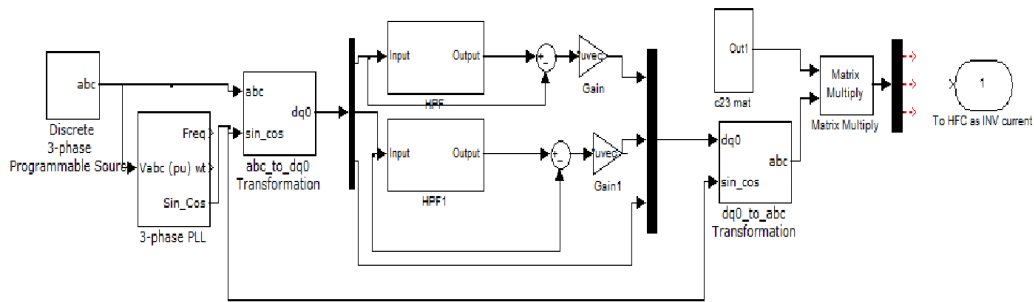 abc
Discrete
3-phase
Programmable Source
Freq
Vabc (pu) wt
Sin_Cos
3-phase PLL
abc
sin_cos
dq0
abc_to_dq0
Transformation
Input
Output
HPF
Input
Output
HPF1
+
-
+
-
Gain
Gain1
dq0
sin_cos
abc
dq0_to_abc
Transformation
Out1
c23 mat
Matrix
Multiply
Matrix Multiply
1
To HFC as INV current